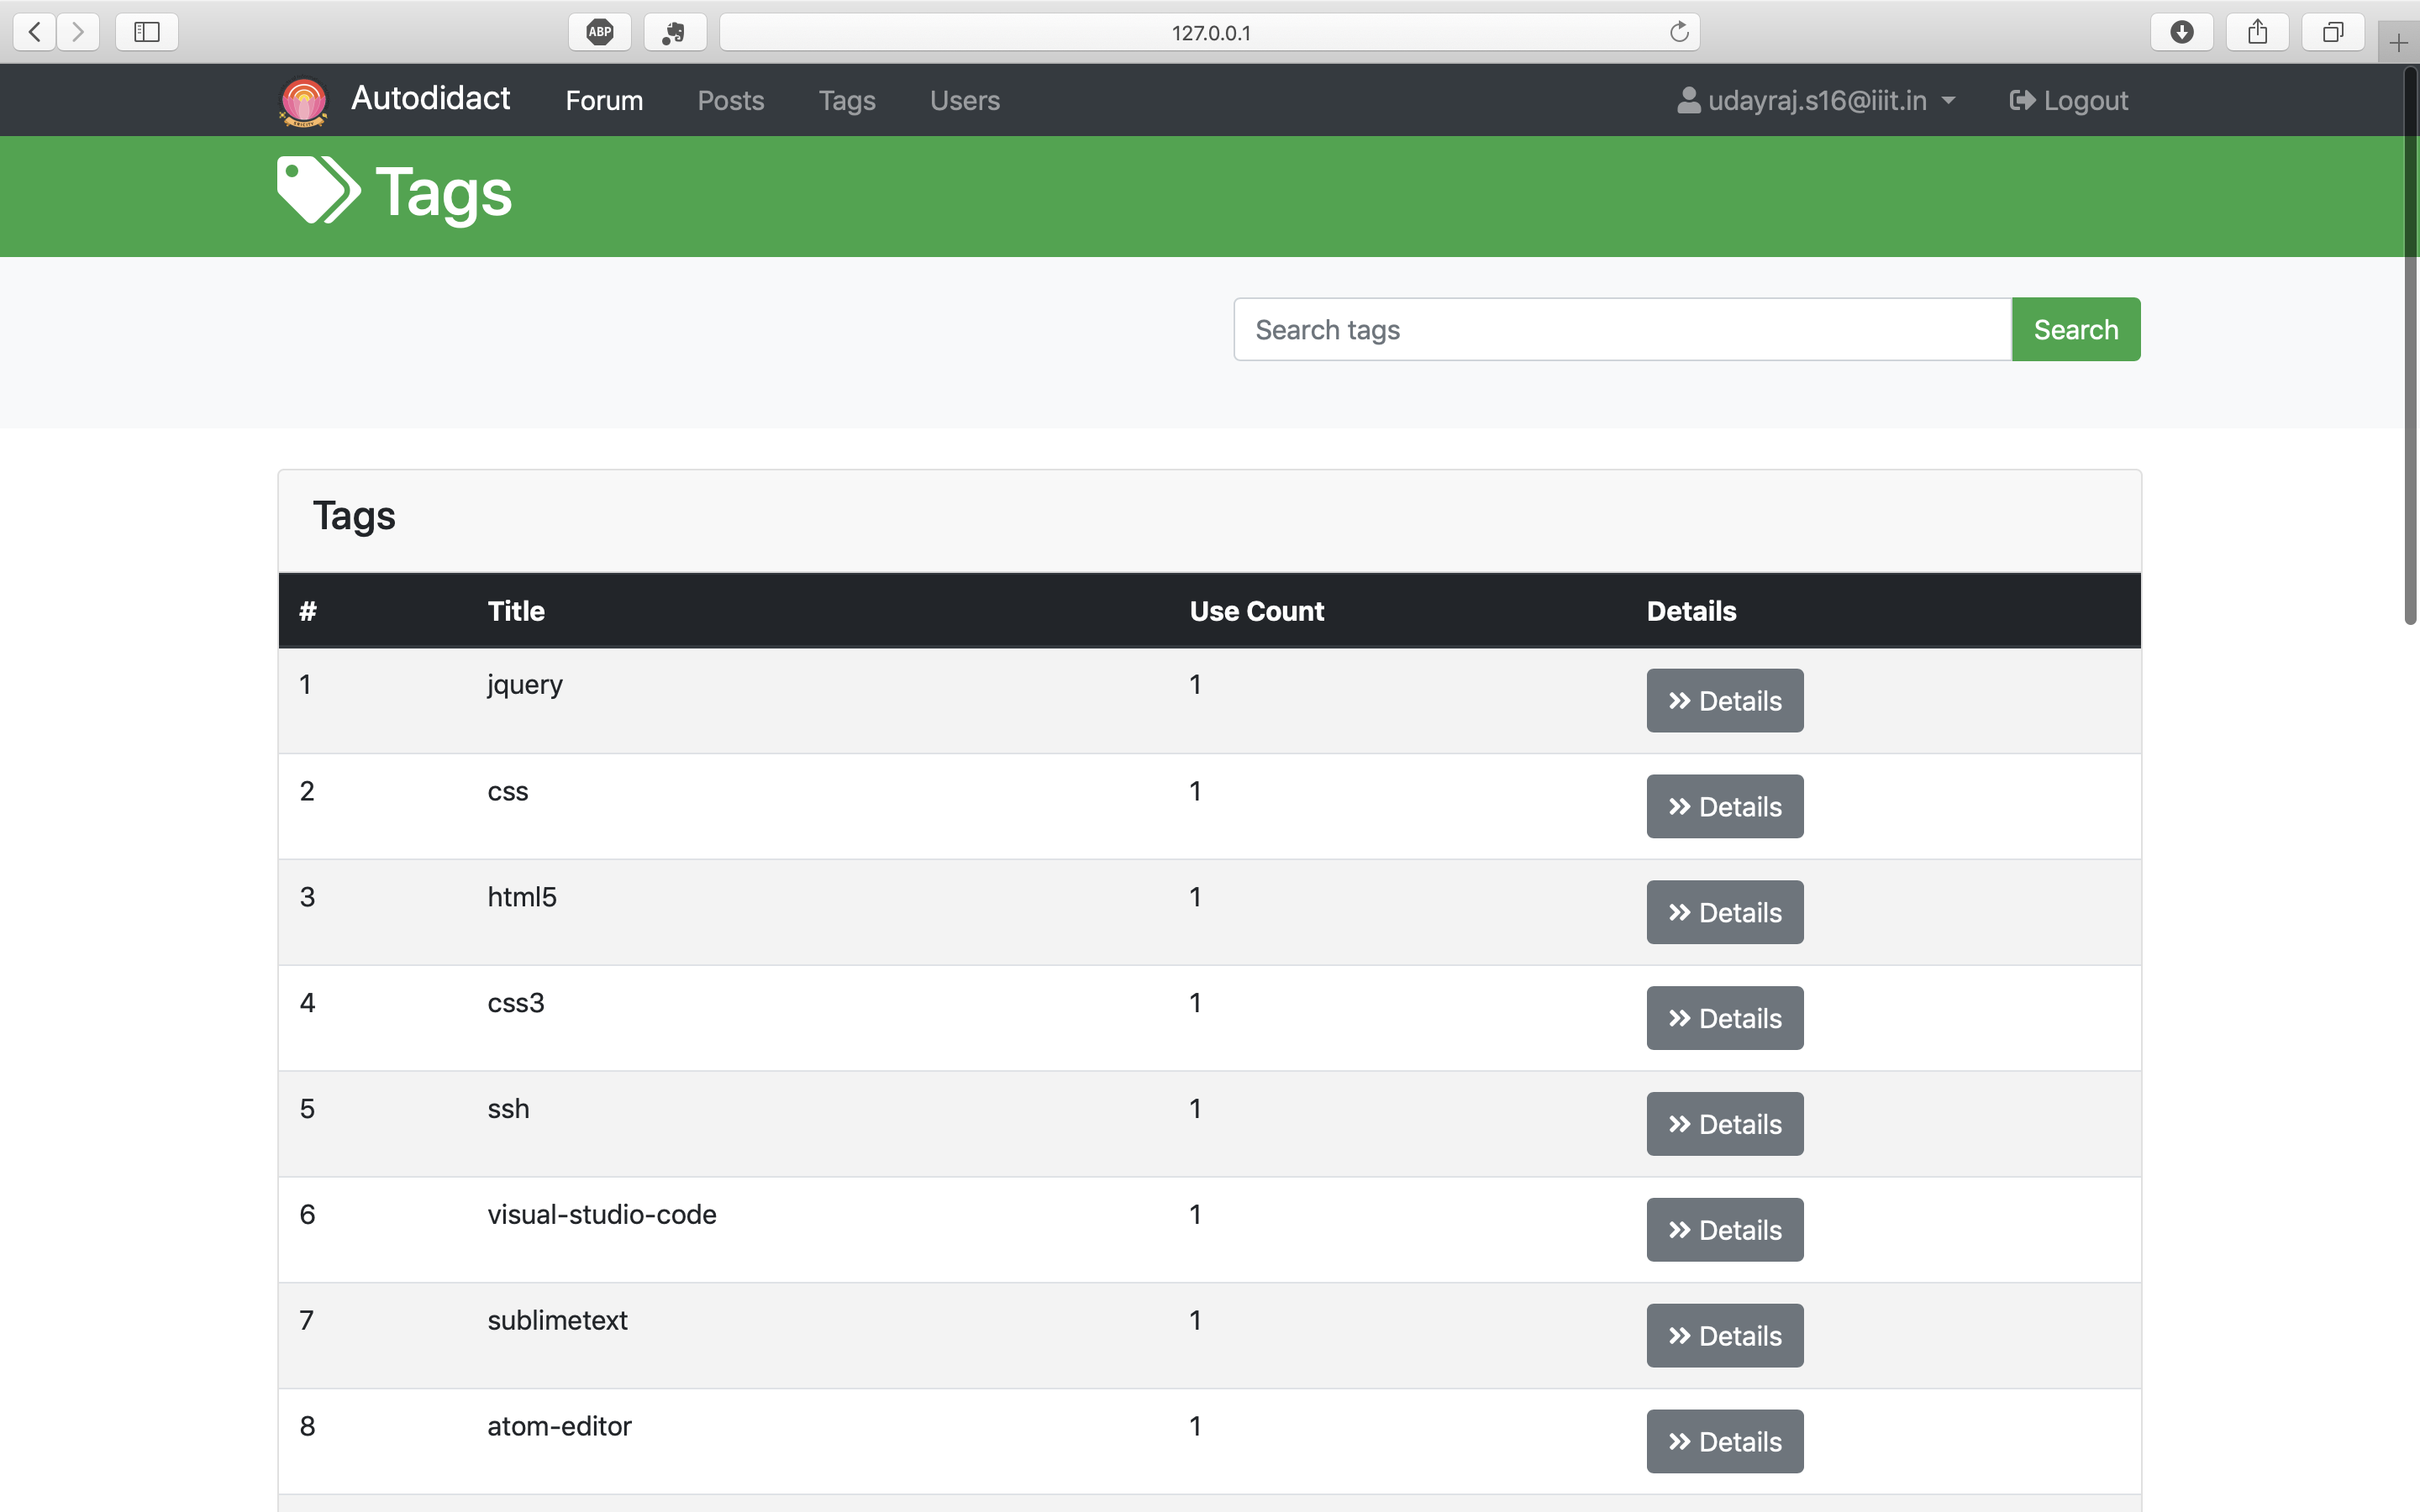 ABP
127.0.0.1
Autodidact Forum Posts Tags Users udayraj.s16@iiit.in Logout
Tags
Search tags Search
Tags
# Title Use Count Details
1 jquery 1 Details
2 css 1 Details
3 html5 1 Details
4 css3 1 Details
5 ssh 1 Details
6 visual-studio-code 1 Details
7 sublimetext 1 Details
8 atom-editor 1 Details